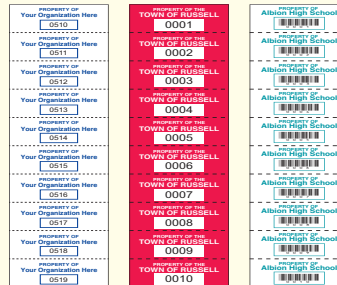 PROPERTY OF
Your Organization Here
0510
PROPERTY OF
Your Organization Here
0511
PROPERTY OF
Your Organization Here
0512
PROPERTY OF
Your Organization Here
0513
PROPERTY OF
Your Organization Here
0514
PROPERTY OF
Your Organization Here
0515
PROPERTY OF
Your Organization Here
0516
PROPERTY OF
Your Organization Here
0517
PROPERTY OF
Your Organization Here
0518
PROPERTY OF
Your Organization Here
0519
PROPERTY OF THE
TOWN OF RUSSELL
0001
PROPERTY OF THE
TOWN OF RUSSELL
0002
PROPERTY OF THE
TOWN OF RUSSELL
0003
PROPERTY OF THE
TOWN OF RUSSELL
0004
PROPERTY OF THE
TOWN OF RUSSELL
0005
PROPERTY OF THE
TOWN OF RUSSELL
0006
PROPERTY OF THE
TOWN OF RUSSELL
0007
PROPERTY OF THE
TOWN OF RUSSELL
0008
PROPERTY OF THE
TOWN OF RUSSELL
0009
PROPERTY OF THE
TOWN OF RUSSELL
0010
PROPERTY OF
Albion High School
PROPERTY OF
Albion High School
PROPERTY OF
Albion High School
PROPERTY OF
Albion High School
PROPERTY OF
Albion High School
PROPERTY OF
Albion High School
PROPERTY OF
Albion High School
PROPERTY OF
Albion High School
PROPERTY OF
Albion High School
PROPERTY OF
Albion High School